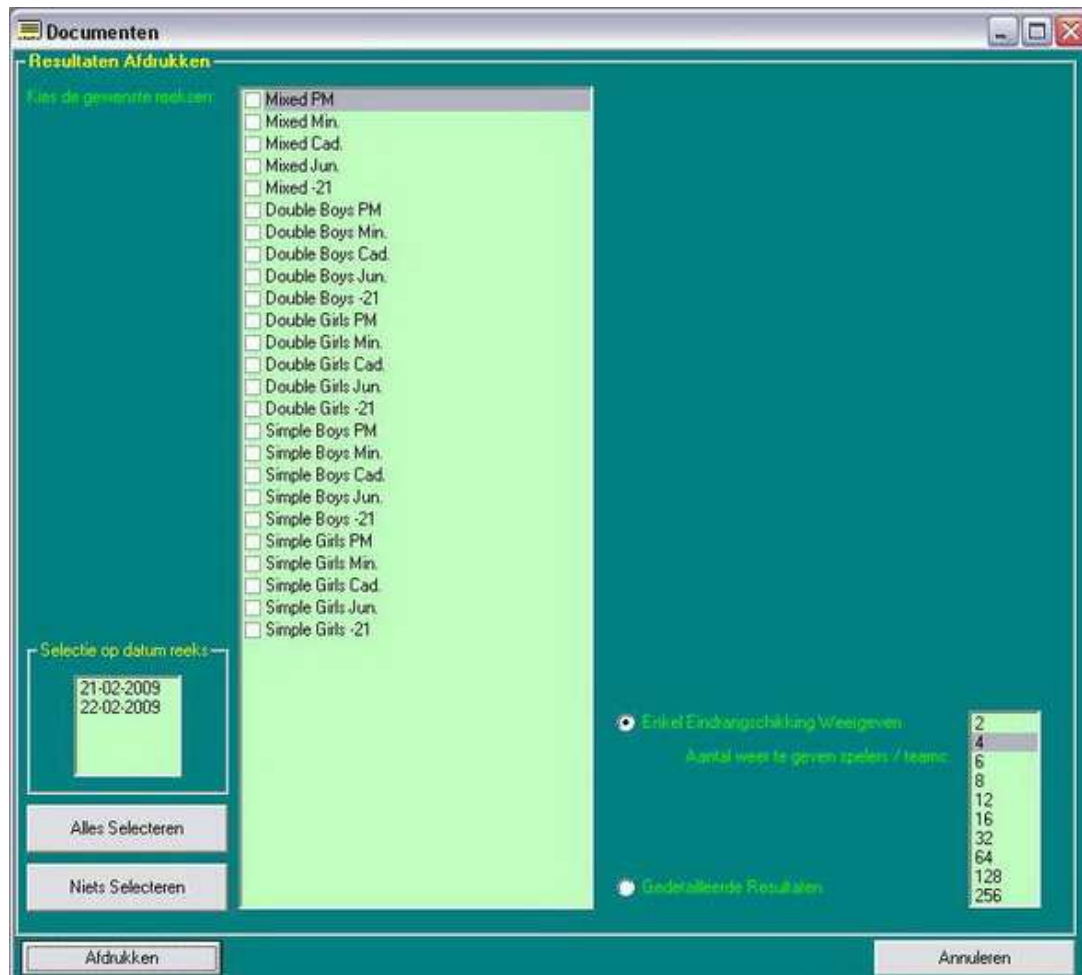 Documenten
Resultaten Afdrukken
Kies de gewenste reeksen:
Mixed PM
Mixed Min.
Mixed Cad.
Mixed Jun.
Mixed -21
Double Boys PM
Double Boys Min.
Double Boys Cad.
Double Boys Jun.
Double Boys -21
Double Girls PM
Double Girls Min.
Double Girls Cad.
Double Girls Jun.
Double Girls -21
Simple Boys PM
Simple Boys Min.
Simple Boys Cad.
Simple Boys Jun.
Simple Boys -21
Simple Girls PM
Simple Girls Min.
Simple Girls Cad.
Simple Girls Jun.
Simple Girls -21
Selectie op datum reeks
21-02-2009
22-02-2009
Alles Selecteren
Niets Selecteren
Enkel Eindrangschikking Weergeven
Aantal weer te geven spelers / teams:
2
4
6
8
12
16
32
64
128
256
Gedetailleerde Resultaten
Afdrukken
Annuleren